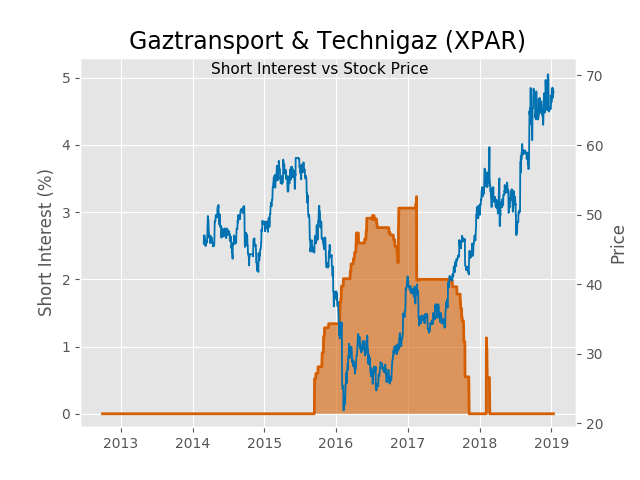 Gaztransport & Technigaz (XPAR)
Short Interest vs Stock Price
Short Interest (%)
5
4
3
2
1
0
70
60
50
40
30
20
Price
2013 2014 2015 2016 2017 2018 2019